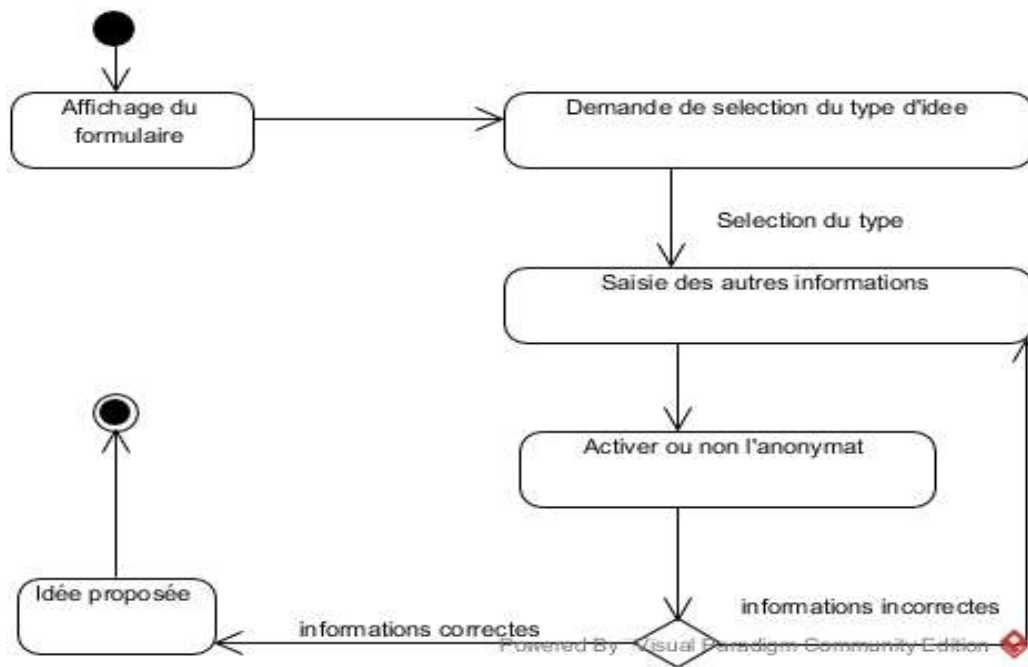 Affichage du
formulaire
Demande de selection du type d'idee
Selection du type
Saisie des autres informations
Activer ou non l'anonymat
Idée proposée
informations correctes
informations incorrectes
Powered By Visual Paradigm Community Edition